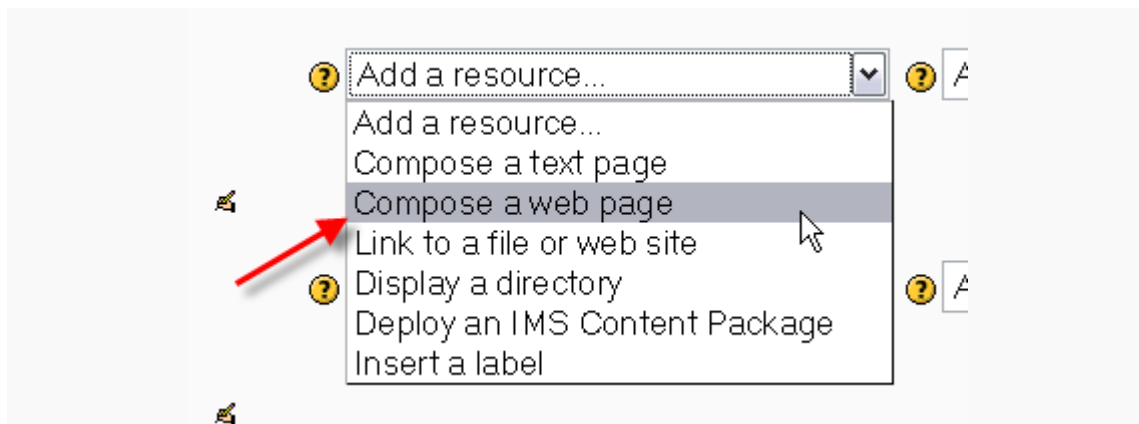 Add a resource...
Add a resource...
Compose a text page
Compose a web page
Link to a file or web site
Display a directory
Deploy an IMS Content Package
Insert a label